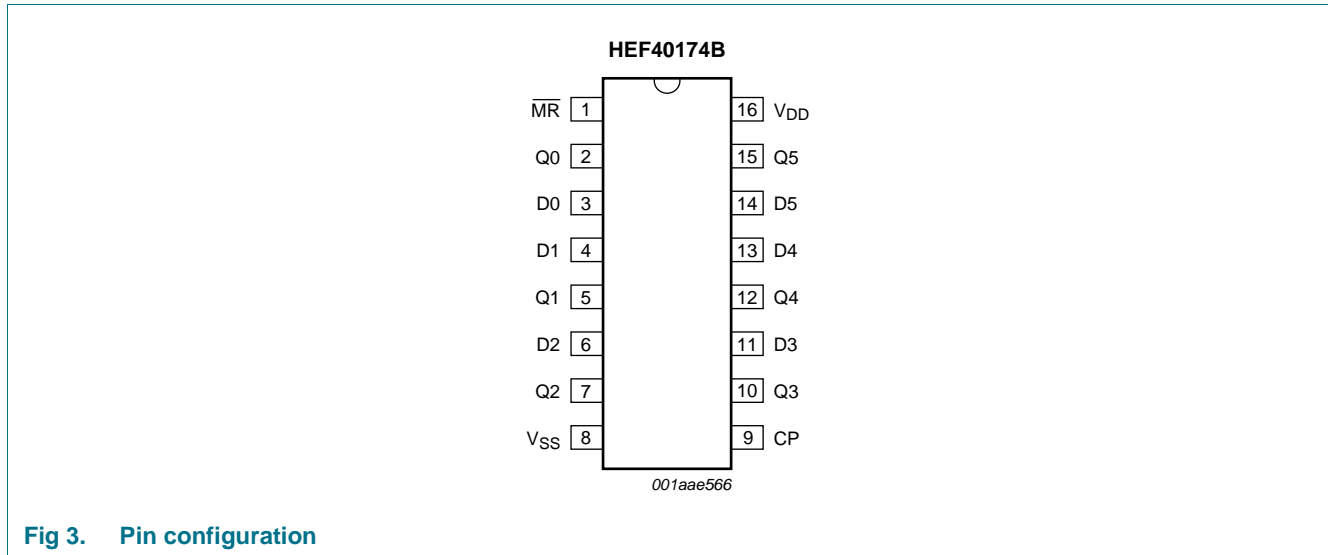 HEF40174B
M̅R̅ 1 16 VDD
Q0 2 15 Q5
D0 3 14 D5
D1 4 13 D4
Q1 5 12 Q4
D2 6 11 D3
Q2 7 10 Q3
VSS 8 9 CP
001aae566
Fig 3. Pin configuration